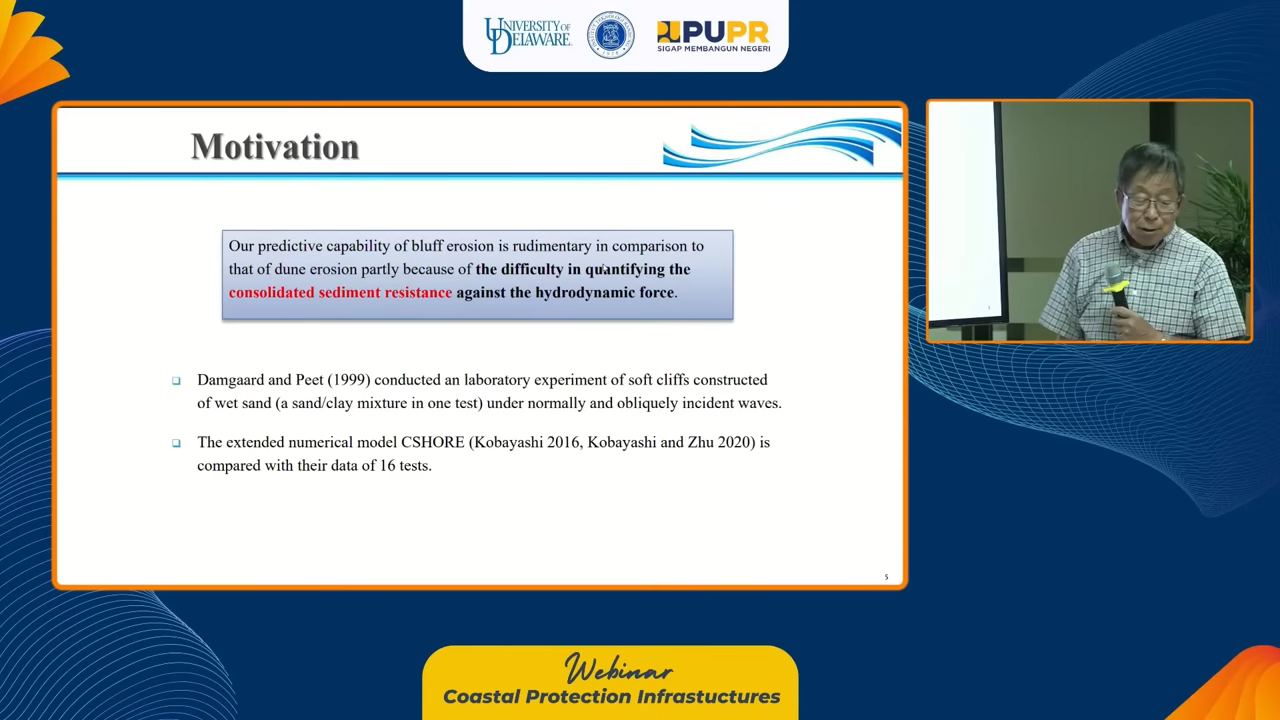 UNIVERSITY OF
DELAWARE
PUPR
SIGAP MEMBANGUN NEGERI
Motivation
Our predictive capability of bluff erosion is rudimentary in comparison to
that of dune erosion partly because of the difficulty in quantifying the
consolidated sediment resistance against the hydrodynamic force.
Damgaard and Peet (1999) conducted an laboratory experiment of soft cliffs constructed
of wet sand (a sand/clay mixture in one test) under normally and obliquely incident waves.
The extended numerical model CSHORE (Kobayashi 2016, Kobayashi and Zhu 2020) is
compared with their data of 16 tests.
5
Webinar
Coastal Protection Infrastuctures